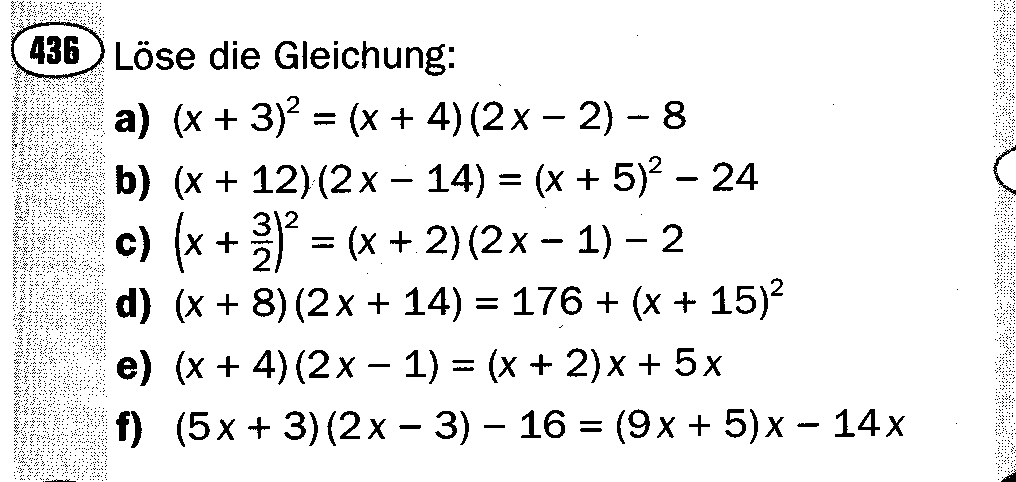 436 Löse die Gleichung:
a) (x + 3)² = (x + 4)(2x − 2) − 8
b) (x + 12)(2x − 14) = (x + 5)² − 24
c) (x + 3/2)² = (x + 2)(2x − 1) − 2
d) (x + 8)(2x + 14) = 176 + (x + 15)²
e) (x + 4)(2x − 1) = (x + 2)x + 5x
f) (5x + 3)(2x − 3) − 16 = (9x + 5)x − 14x